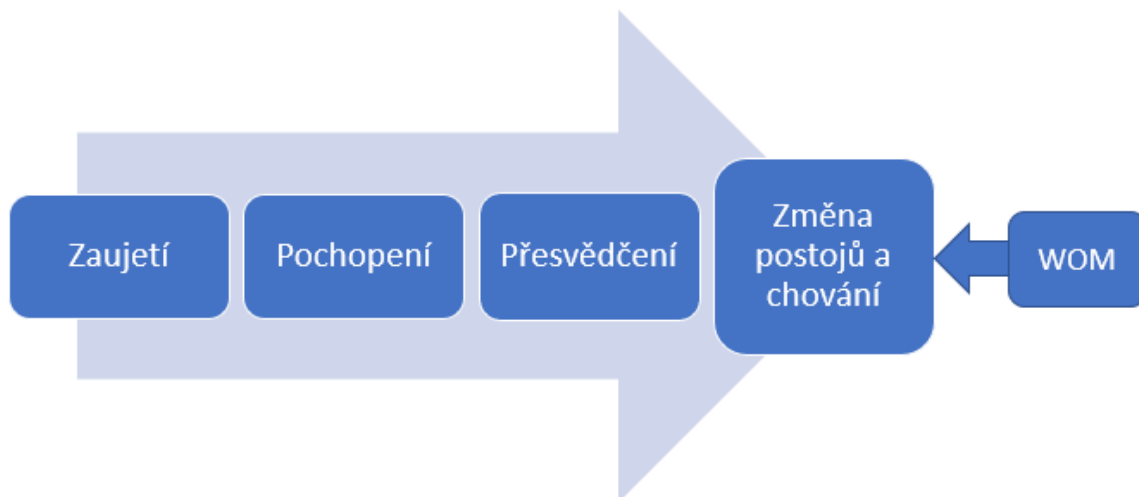 Zaujetí
Pochopení
Přesvědčení
Změna
postojů a
chování
WOM